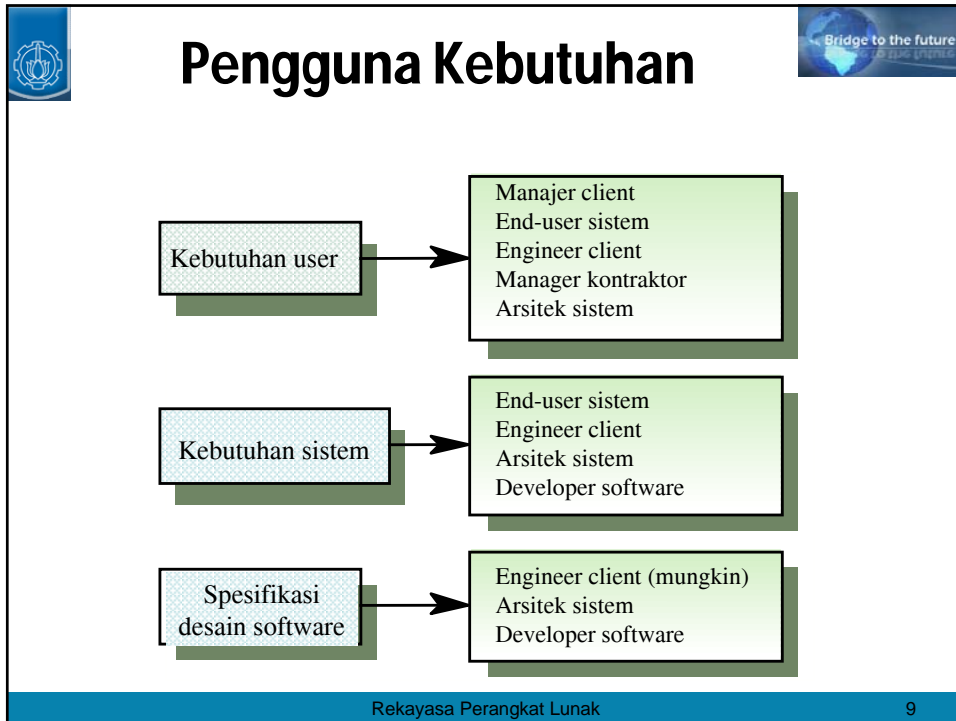 Pengguna Kebutuhan
Bridge to the future
Kebutuhan user
Manajer client
End-user sistem
Engineer client
Manager kontraktor
Arsitek sistem
Kebutuhan sistem
End-user sistem
Engineer client
Arsitek sistem
Developer software
Spesifikasi
desain software
Engineer client (mungkin)
Arsitek sistem
Developer software
Rekayasa Perangkat Lunak
9